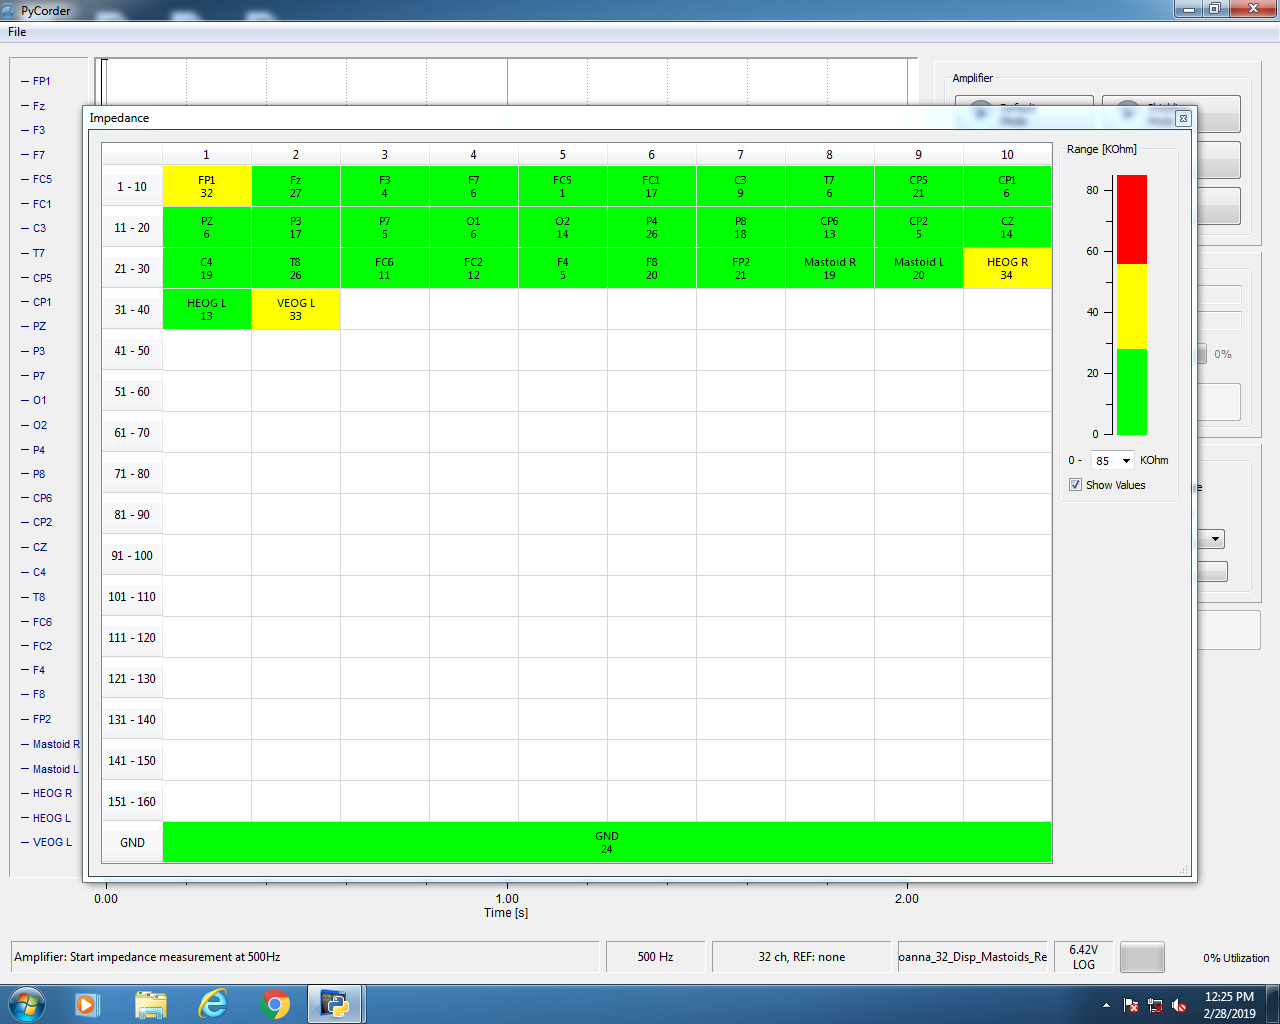 PyCorder
File
FP1
Fz
F3
F7
FC5
FC1
C3
T7
CP5
CP1
PZ
P3
P7
O1
O2
P4
P8
CP6
CP2
CZ
C4
T8
FC6
FC2
F4
F8
FP2
Mastoid R
Mastoid L
HEOG R
HEOG L
VEOG L
Amplifier
Impedance
1 2 3 4 5 6 7 8 9 10
1 - 10 FP1 Fz F3 F7 FC5 FC1 C3 T7 CP5 CP1
32 27 4 6 1 17 9 6 21 6
11 - 20 PZ P3 P7 O1 O2 P4 P8 CP6 CP2 CZ
6 17 5 6 14 26 18 13 5 14
21 - 30 C4 T8 FC6 FC2 F4 F8 FP2 Mastoid R Mastoid L HEOG R
19 26 11 12 5 20 21 19 20 34
31 - 40 HEOG L VEOG L
13 33
41 - 50
51 - 60
61 - 70
71 - 80
81 - 90
91 - 100
101 - 110
111 - 120
121 - 130
131 - 140
141 - 150
151 - 160
GND GND
24
Range [KOhm]
80
60
40
20
0
0 - 85 KOhm
Show Values
0%
0.00 1.00 2.00
Time [s]
Amplifier: Start impedance measurement at 500Hz
500 Hz
32 ch, REF: none
oanna_32_Disp_Mastoids_Re
6.42V
LOG
0% Utilization
12:25 PM
2/28/2019